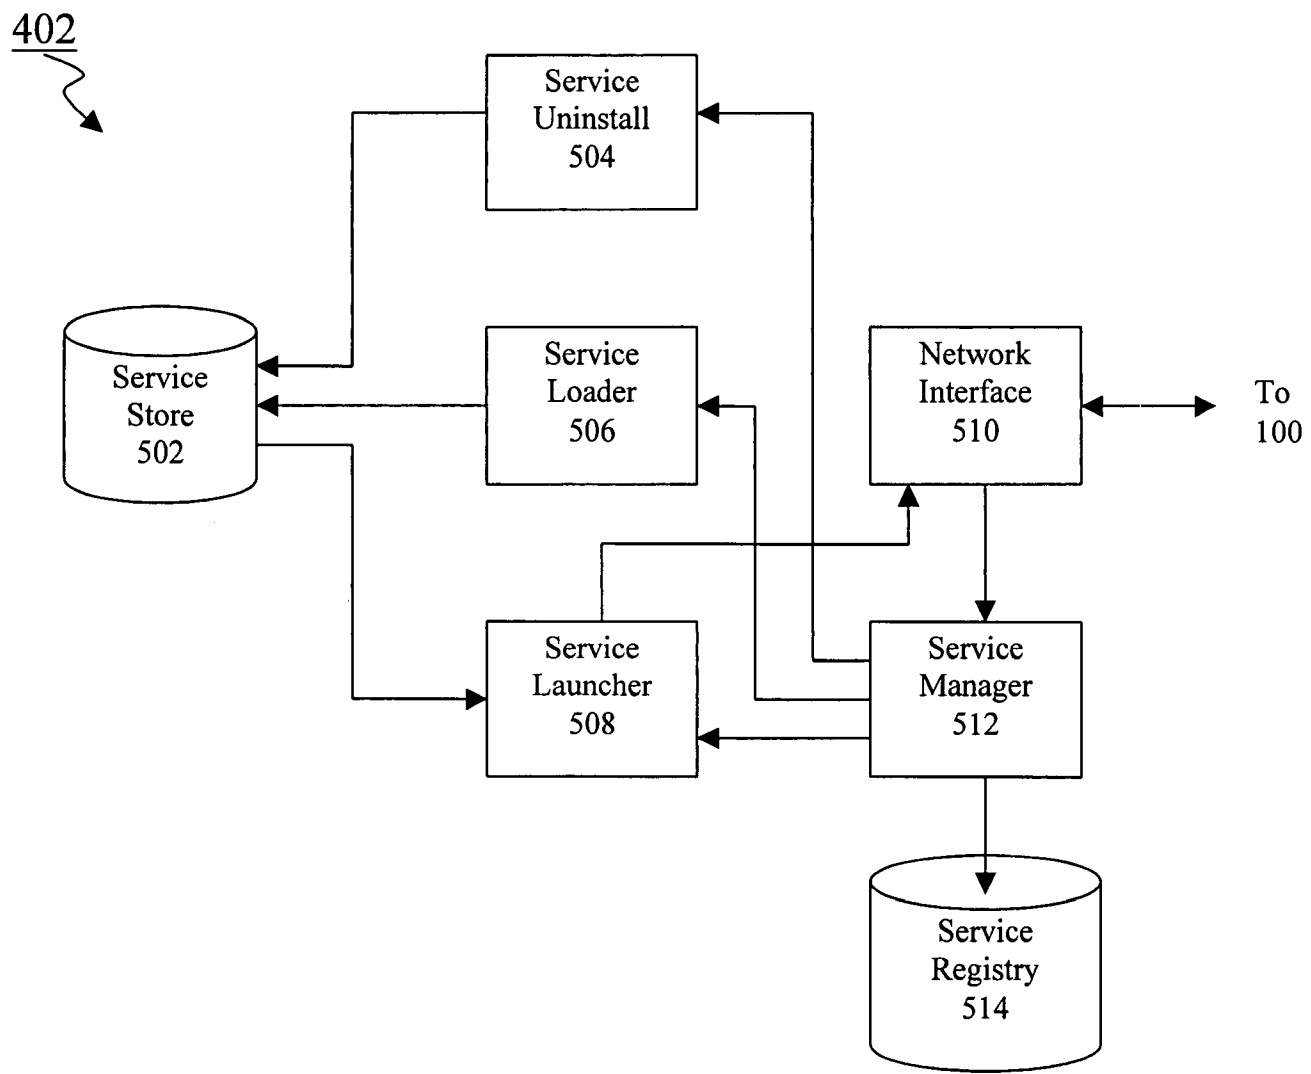 402
Service
Uninstall
504
Service
Store
502
Service
Loader
506
Network
Interface
510
To
100
Service
Launcher
508
Service
Manager
512
Service
Registry
514